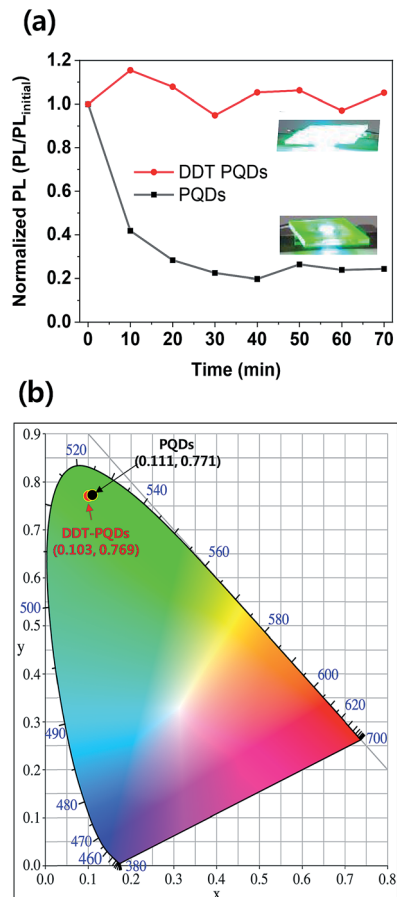 (a)
Normalized PL (PL/PLinitial)
1.2
1.0
0.8
0.6
0.4
0.2
0.0
DDT PQDs
PQDs
0 10 20 30 40 50 60 70
Time (min)
(b)
0.9
0.8
0.7
0.6
0.5
y
0.4
0.3
0.2
0.1
0.0
520
PQDs
(0.111, 0.771)
540
DDT-PQDs
(0.103, 0.769)
560
500
580
600
620
490
700
480
470
460
380
0.0 0.1 0.2 0.3 0.4 0.5 0.6 0.7 0.8
x